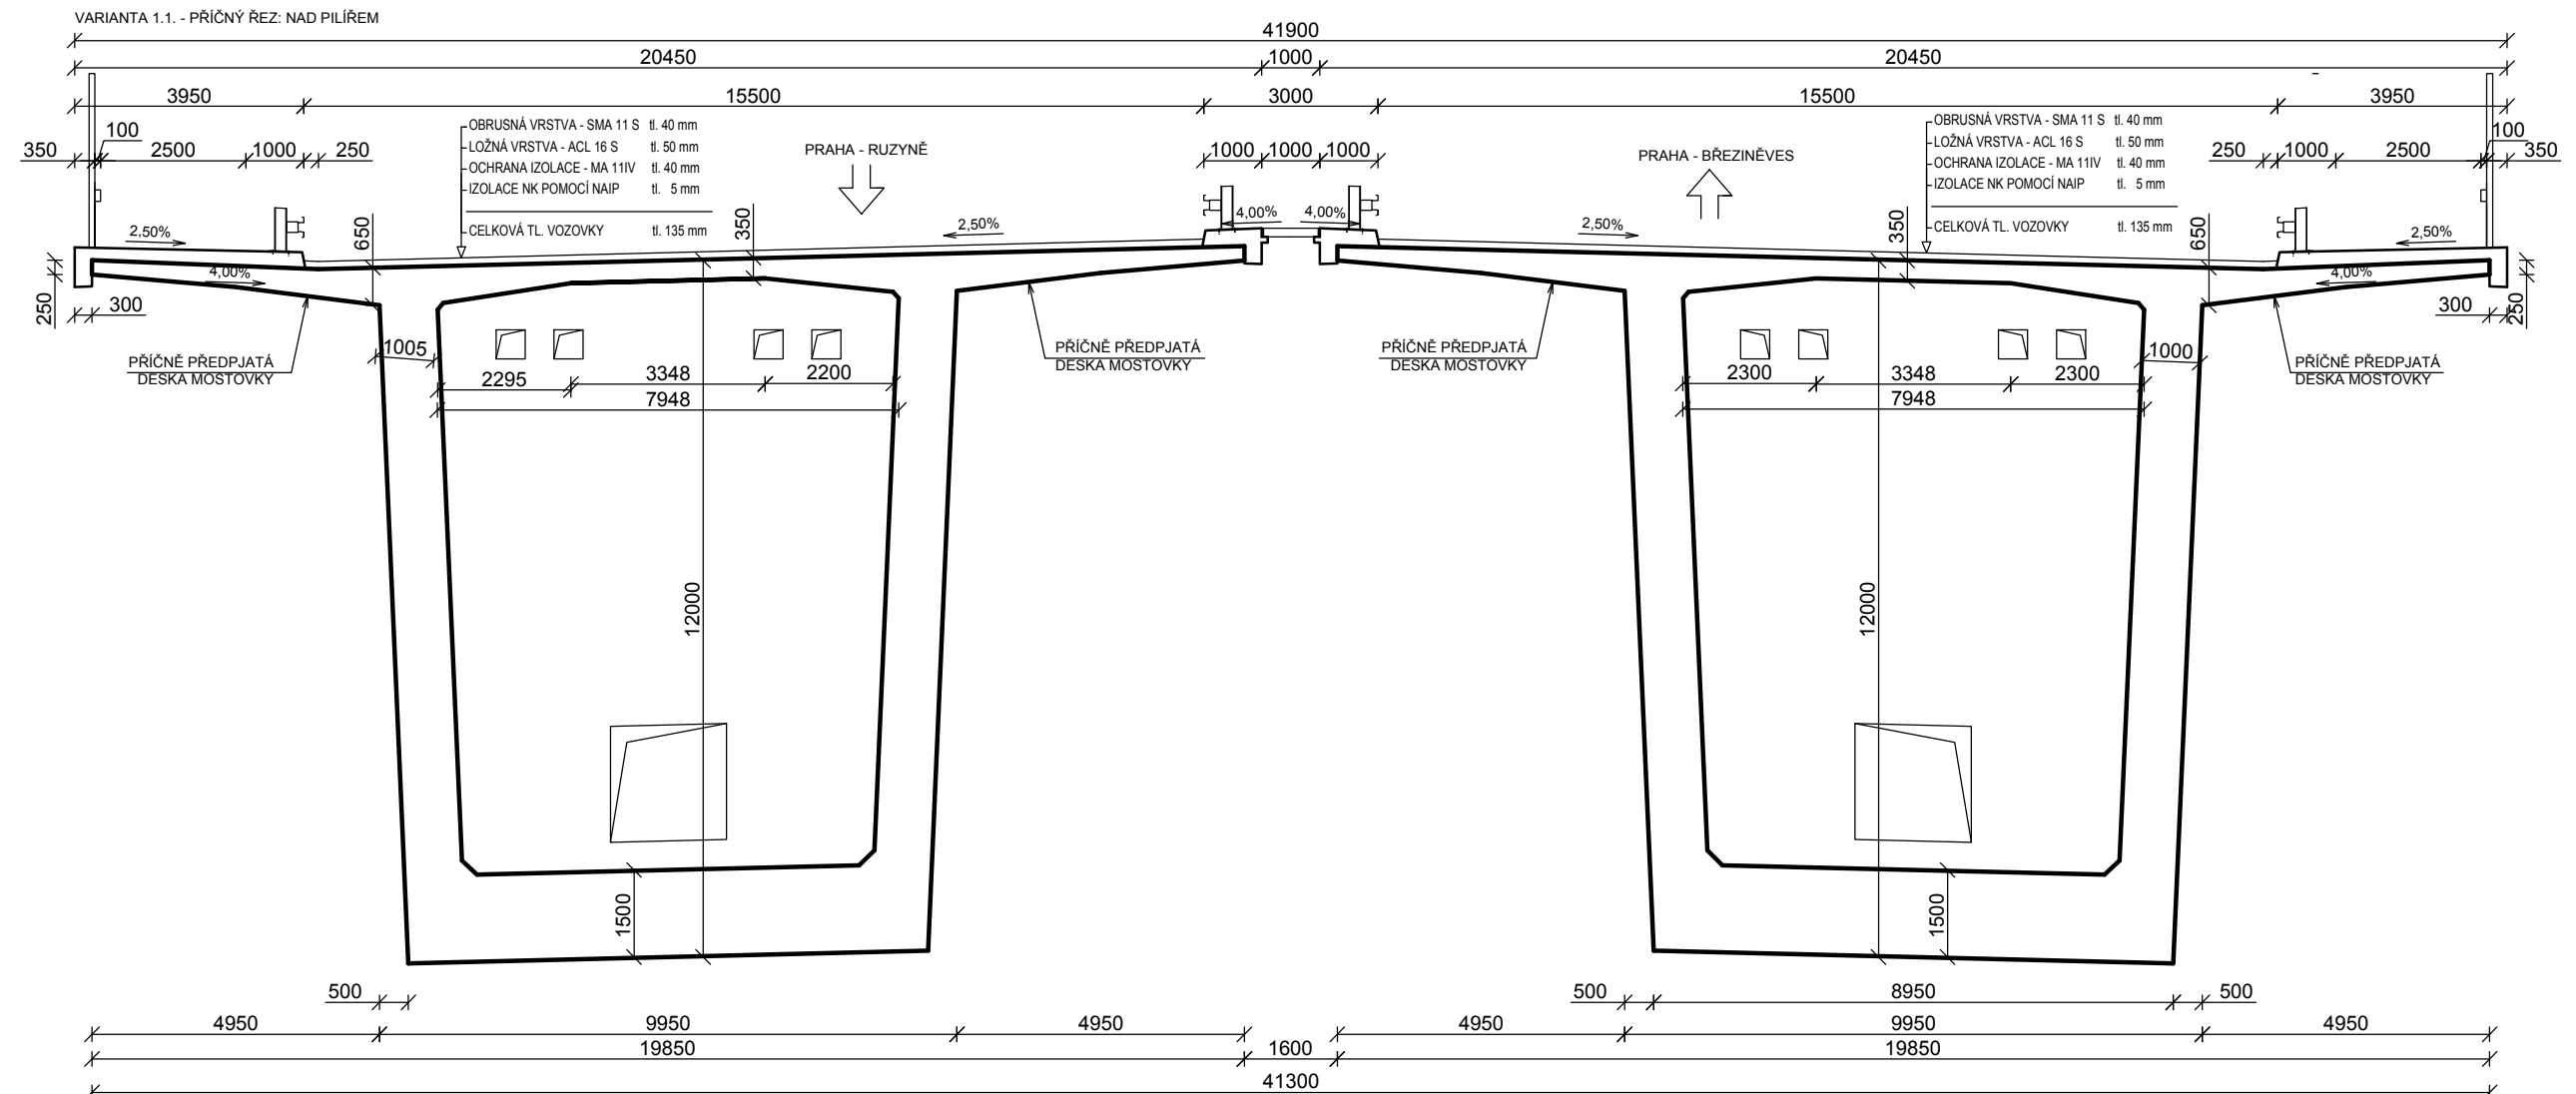 VARIANTA 1.1. - PŘÍČNÝ ŘEZ: NAD PILÍŘEM
41900
20450 1000 20450
3950 15500 3000 15500 3950
350 100 2500 1000 250
1000 1000 1000
250 1000 2500 100 350
OBRUSNÁ VRSTVA - SMA 11 S tl. 40 mm
LOŽNÁ VRSTVA - ACL 16 S tl. 50 mm
OCHRANA IZOLACE - MA 11IV tl. 40 mm
IZOLACE NK POMOCÍ NAIP tl. 5 mm
CELKOVÁ TL. VOZOVKY tl. 135 mm
PRAHA - RUZYNĚ
PRAHA - BŘEZINĚVES
OBRUSNÁ VRSTVA - SMA 11 S tl. 40 mm
LOŽNÁ VRSTVA - ACL 16 S tl. 50 mm
OCHRANA IZOLACE - MA 11IV tl. 40 mm
IZOLACE NK POMOCÍ NAIP tl. 5 mm
CELKOVÁ TL. VOZOVKY tl. 135 mm
2,50% 650 350 2,50% 4,00% 4,00% 2,50% 350 650 2,50%
4,00% 4,00%
250 300 300 250
PŘÍČNĚ PŘEDPJATÁ
DESKA MOSTOVKY
PŘÍČNĚ PŘEDPJATÁ
DESKA MOSTOVKY
PŘÍČNĚ PŘEDPJATÁ
DESKA MOSTOVKY
PŘÍČNĚ PŘEDPJATÁ
DESKA MOSTOVKY
1005 1000
2295 3348 2200 2300 3348 2300
7948 7948
12000 12000
1500 1500
500 500 8950 500
4950 9950 4950 4950 9950 4950
19850 1600 19850
41300